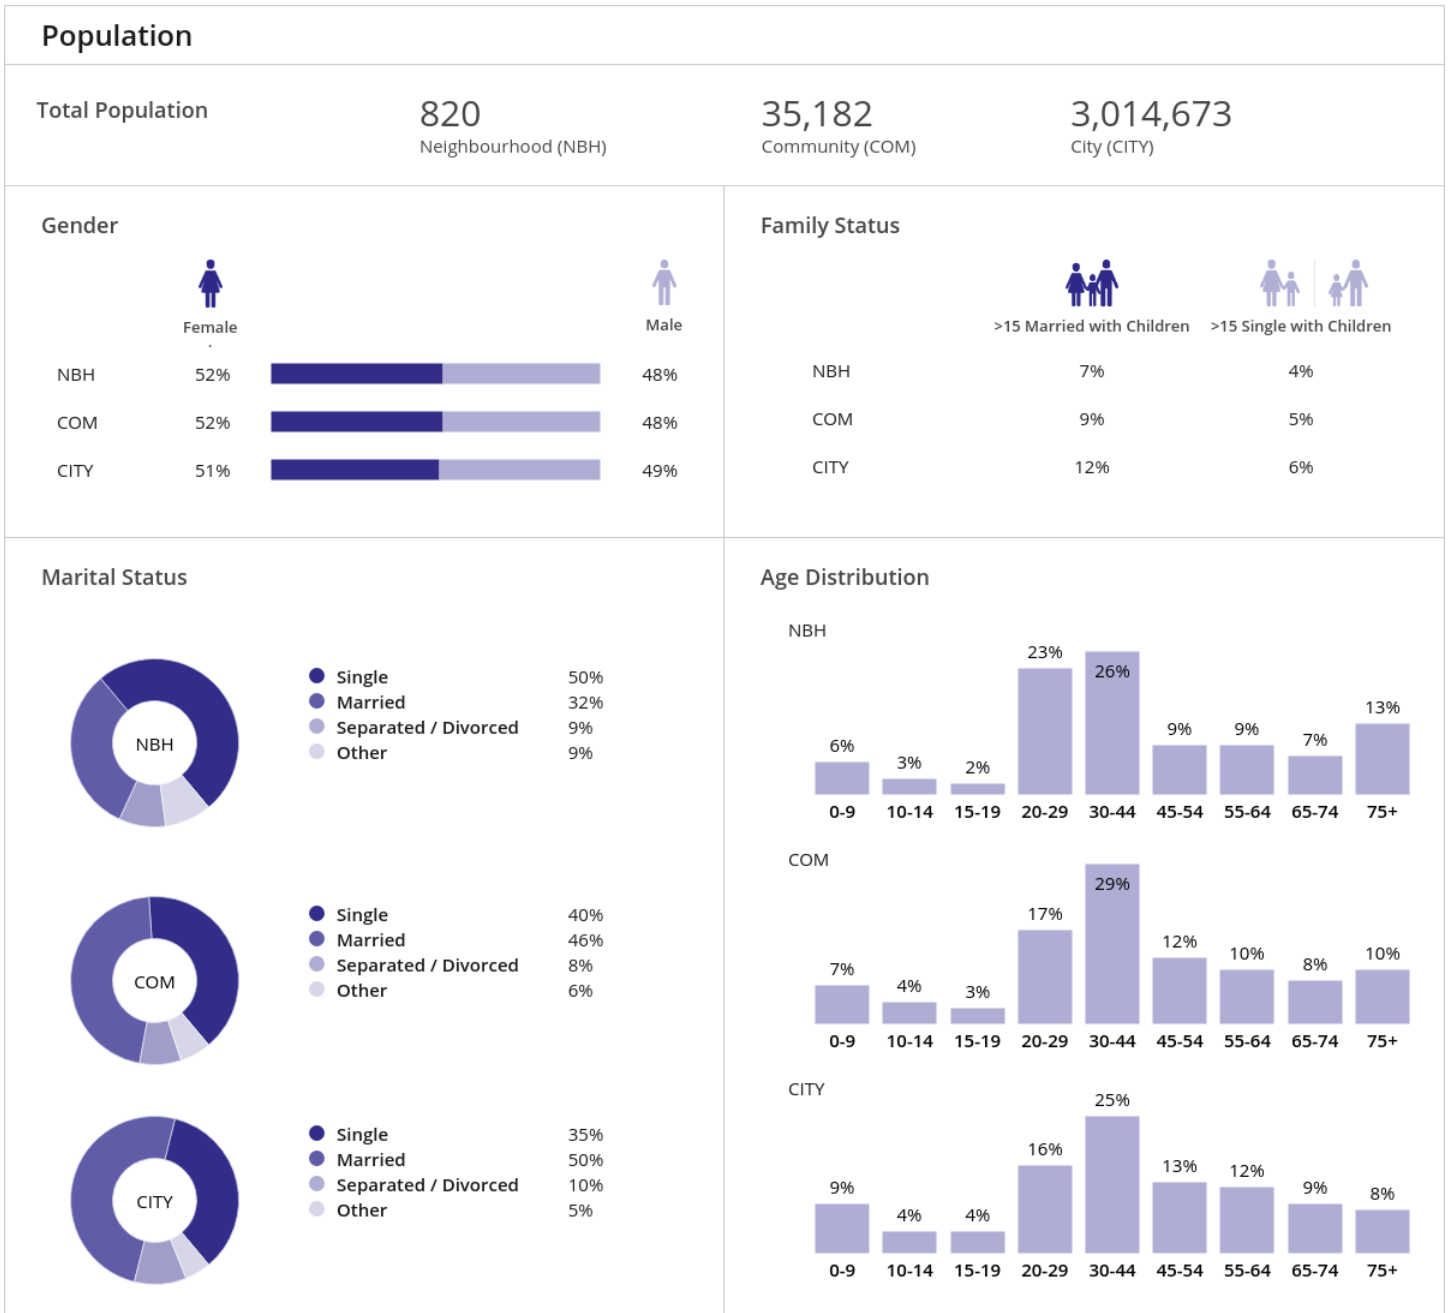 Population
Total Population
820
35,182
3,014,673
Neighbourhood (NBH)
Community (COM)
City (CITY)
Gender
Female
Male
NBH 52% 48%
COM 52% 48%
CITY 51% 49%
Family Status
>15 Married with Children >15 Single with Children
NBH 7% 4%
COM 9% 5%
CITY 12% 6%
Marital Status
NBH
Single 50%
Married 32%
Separated / Divorced 9%
Other 9%
COM
Single 40%
Married 46%
Separated / Divorced 8%
Other 6%
CITY
Single 35%
Married 50%
Separated / Divorced 10%
Other 5%
Age Distribution
NBH
6% 3% 2% 23% 26% 9% 9% 7% 13%
0-9 10-14 15-19 20-29 30-44 45-54 55-64 65-74 75+
COM
7% 4% 3% 17% 29% 12% 10% 8% 10%
0-9 10-14 15-19 20-29 30-44 45-54 55-64 65-74 75+
CITY
9% 4% 4% 16% 25% 13% 12% 9% 8%
0-9 10-14 15-19 20-29 30-44 45-54 55-64 65-74 75+